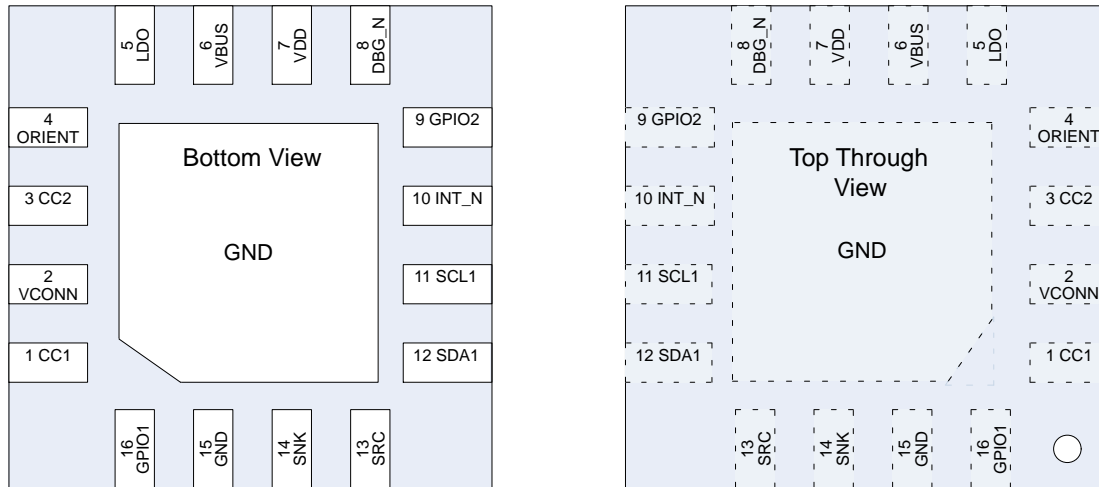 5
LDO
6
VBUS
7
VDD
8
DBG_N
4
ORIENT
9 GPIO2
Bottom View
3 CC2
10 INT_N
GND
2
VCONN
11 SCL1
1 CC1
12 SDA1
16
GPIO1
15
GND
14
SNK
13
SRC
8
DBG_N
7
VDD
6
VBUS
5
LDO
9 GPIO2
4
ORIENT
Top Through
View
10 INT_N
3 CC2
GND
11 SCL1
2
VCONN
12 SDA1
1 CC1
13
SRC
14
SNK
15
GND
16
GPIO1